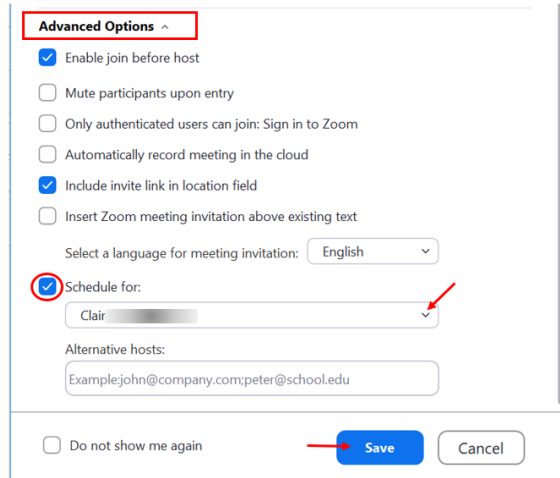 Advanced Options
Enable join before host
Mute participants upon entry
Only authenticated users can join: Sign in to Zoom
Automatically record meeting in the cloud
Include invite link in location field
Insert Zoom meeting invitation above existing text
Select a language for meeting invitation: English
Schedule for:
Alternative hosts:
Example:john@company.com;peter@school.edu
Do not show me again Save Cancel